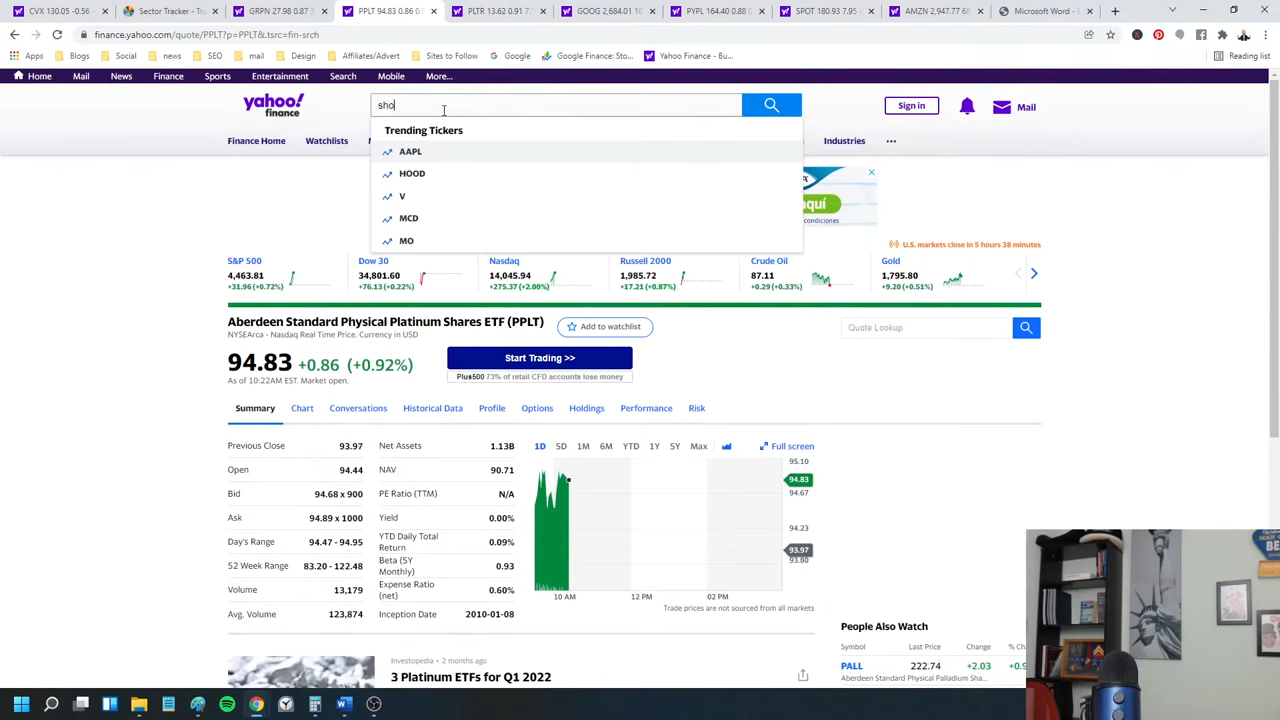 CVX 130.05 -0
Sector Tracker - Tra
GRPN 27.98 0.87
PPLT 94.83 0.86 0.9
PLTR 13.62 0.91 7.
GOOG 2,684.01 18
PYPL 164.40 0.88
SPOT 180.93 7.95 4
AMZN 2,947.77 68
Microsoft Word -
finance.yahoo.com/quote/PPLT?p=PPLT&.tsrc=fin-srch
Apps
Blogs
Social
news
SEO
mail
Affiliates/Advert
Sites to Follow
Google
Google Finance: Sto...
Yahoo Finance - Bu...
Reading list
Home
Mail
News
Finance
Sports
Entertainment
Search
Mobile
More...
yahoo!
finance
sho
Sign in
Mail
Trending Tickers
AAPL
HOOD
V
MCD
MO
Finance Home
Watchlists
Industries
aquí
condiciones
U.S. markets close in 5 hours 38 minutes
S&P 500
4,463.81
+31.96 (+0.72%)
Dow 30
34,801.60
+76.13 (+0.22%)
Nasdaq
14,045.94
+275.37 (+2.00%)
Russell 2000
1,985.72
+17.21 (+0.87%)
Crude Oil
87.11
+0.29 (+0.33%)
Gold
1,795.80
+9.20 (+0.51%)
Aberdeen Standard Physical Platinum Shares ETF (PPLT)
NYSEArca - Nasdaq Real Time Price. Currency in USD
Add to watchlist
Quote Lookup
94.83 +0.86 (+0.92%)
As of 10:22AM EST. Market open.
Start Trading >>
Plus500 73% of retail CFD accounts lose money
Summary
Chart
Conversations
Historical Data
Profile
Options
Holdings
Performance
Risk
Previous Close 93.97
Open 94.44
Bid 94.68 x 900
Ask 94.89 x 1000
Day's Range 94.47 - 94.95
52 Week Range 83.20 - 122.48
Volume 13,179
Avg. Volume 123,874
Net Assets 1.13B
NAV 90.71
PE Ratio (TTM) N/A
Yield 0.00%
YTD Daily Total Return 0.09%
Beta (5Y Monthly) 0.93
Expense Ratio (net) 0.60%
Inception Date 2010-01-08
1D
5D
1M
6M
YTD
1Y
5Y
Max
Full screen
95.10
94.83
94.67
94.23
93.97
93.80
10 AM
12 PM
02 PM
Trade prices are not sourced from all markets
People Also Watch
Symbol
Last Price
Change
% Ch
PALL
222.74
+2.03
+0.9
Aberdeen Standard Physical Palladium Sha...
Investopedia • 2 months ago
3 Platinum ETFs for Q1 2022